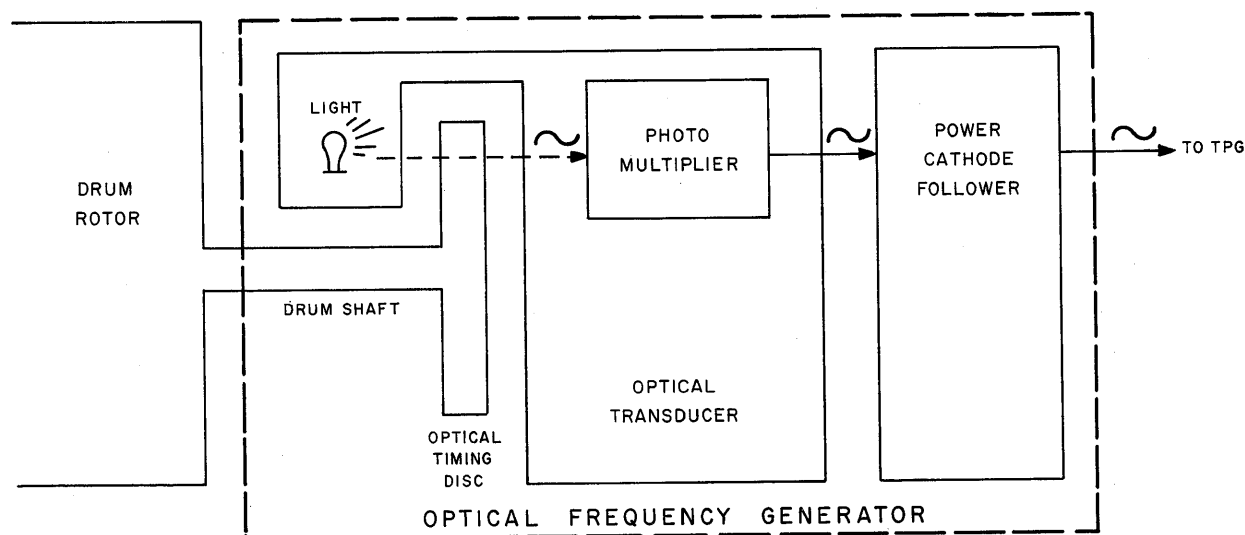 LIGHT
DRUM
ROTOR
DRUM SHAFT
OPTICAL
TIMING
DISC
PHOTO
MULTIPLIER
OPTICAL
TRANSDUCER
POWER
CATHODE
FOLLOWER
TO TPG
OPTICAL FREQUENCY GENERATOR